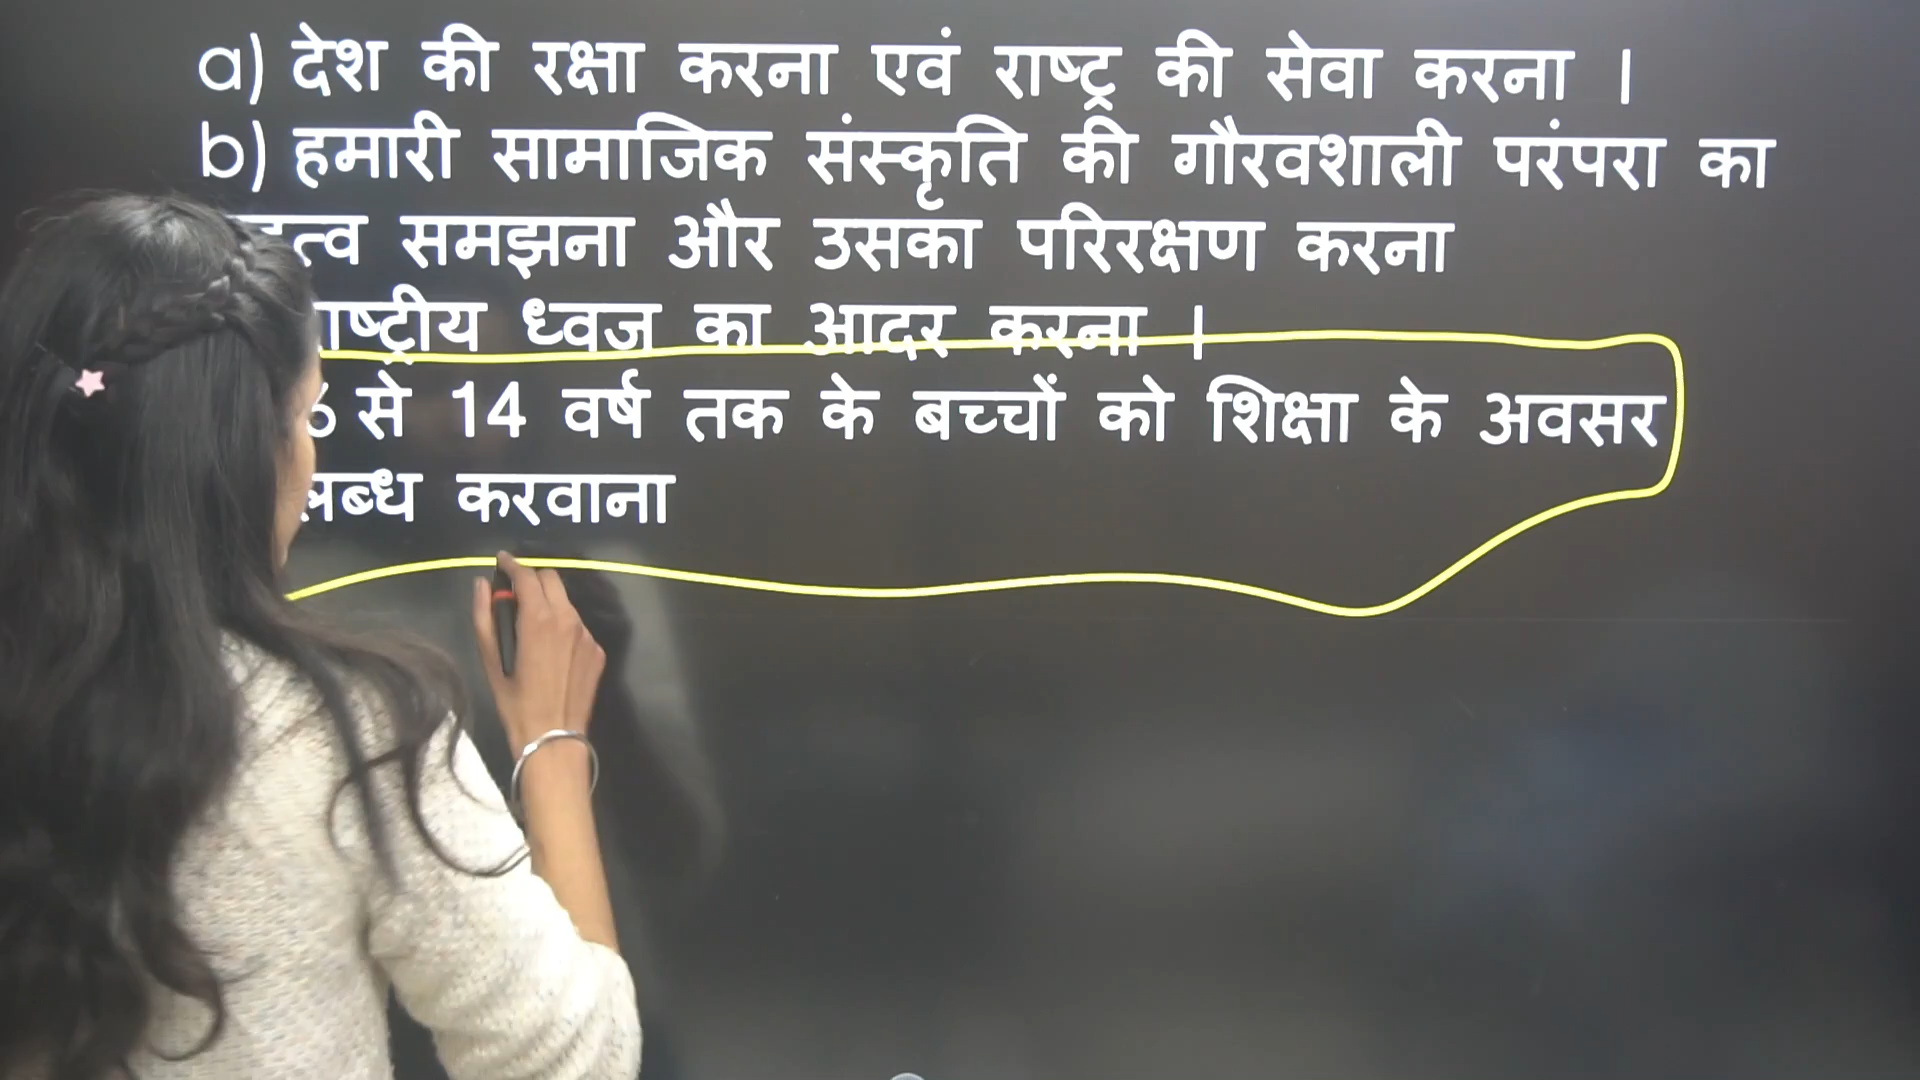 a) देश की रक्षा करना एवं राष्ट्र की सेवा करना ।
b) हमारी सामाजिक संस्कृति की गौरवशाली परंपरा का
समझना और उसका परिरक्षण करना
ध्वज का आदर करना ।
6 से 14 वर्ष तक के बच्चों को शिक्षा के अवसर
करवाना